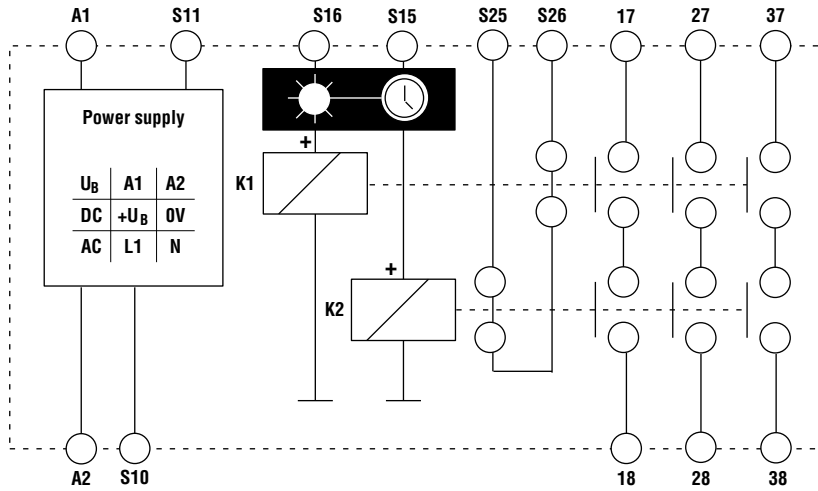 A1 S11 S16 S15 S25 S26 17 27 37
Power supply
UB A1 A2
DC +UB 0V
AC L1 N
+
K1
+
K2
A2 S10 18 28 38